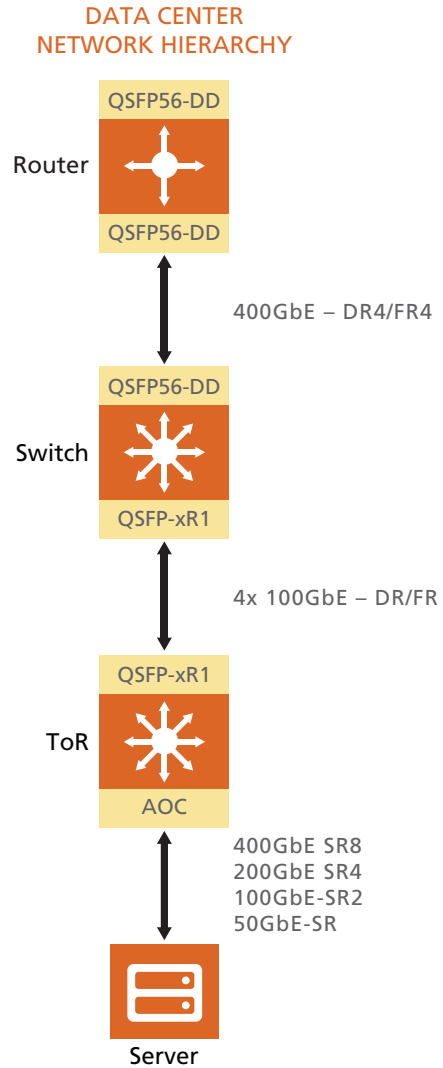 DATA CENTER
NETWORK HIERARCHY
QSFP56-DD
Router
QSFP56-DD
400GbE – DR4/FR4
QSFP56-DD
Switch
QSFP-xR1
4x 100GbE – DR/FR
QSFP-xR1
ToR
AOC
400GbE SR8
200GbE SR4
100GbE-SR2
50GbE-SR
Server